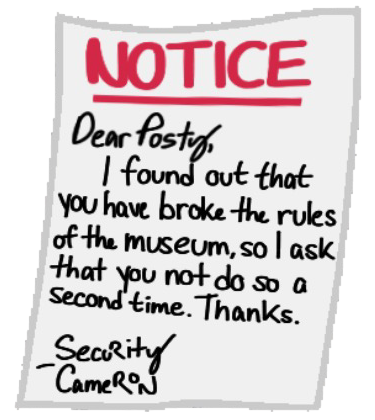 NOTICE
Dear Posty,
I found out that
you have broke the rules
of the museum, so I ask
that you not do so a
second time. Thanks.
Security
-CameRoN